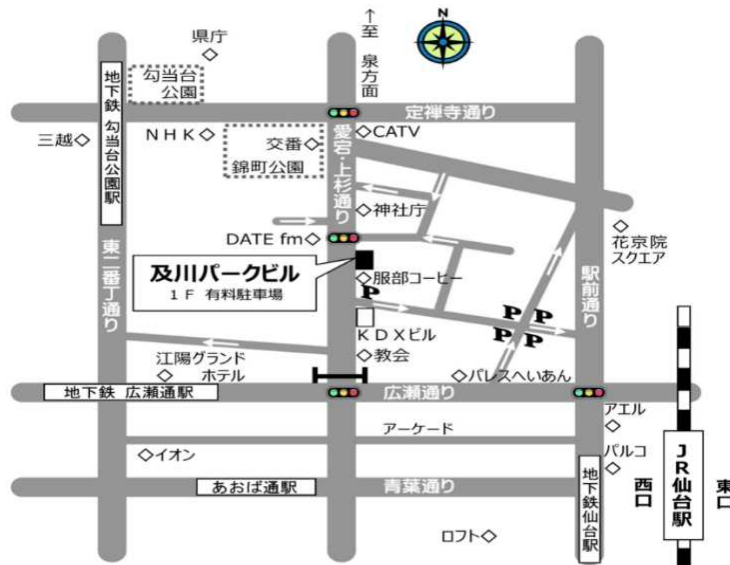 N
↑至 泉方面
県庁
勾当台
公園
地下鉄 勾当台公園駅
定禅寺通り
三越
NHK
交番
錦町公園
CATV
愛宕・上杉通り
神社庁
DATE fm
花京院
スクエア
及川パークビル
1F 有料駐車場
服部コーヒー
P
東二番丁通り
駅前通り
P P
P P
KDXビル
教会
江陽グランド
ホテル
パレスへいあん
地下鉄 広瀬通駅
広瀬通り
アエル
アーケード
イオン
パルコ
地下鉄仙台駅
西口
JR仙台駅
東口
あおば通駅
青葉通り
ロフト